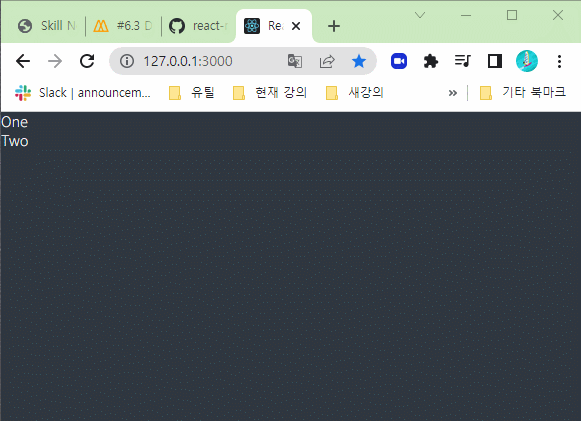 Skill N
#6.3 D
react-r
Re
127.0.0.1:3000
Slack | announcem...
유틸
현재 강의
새강의
»
기타 북마크
One
Two